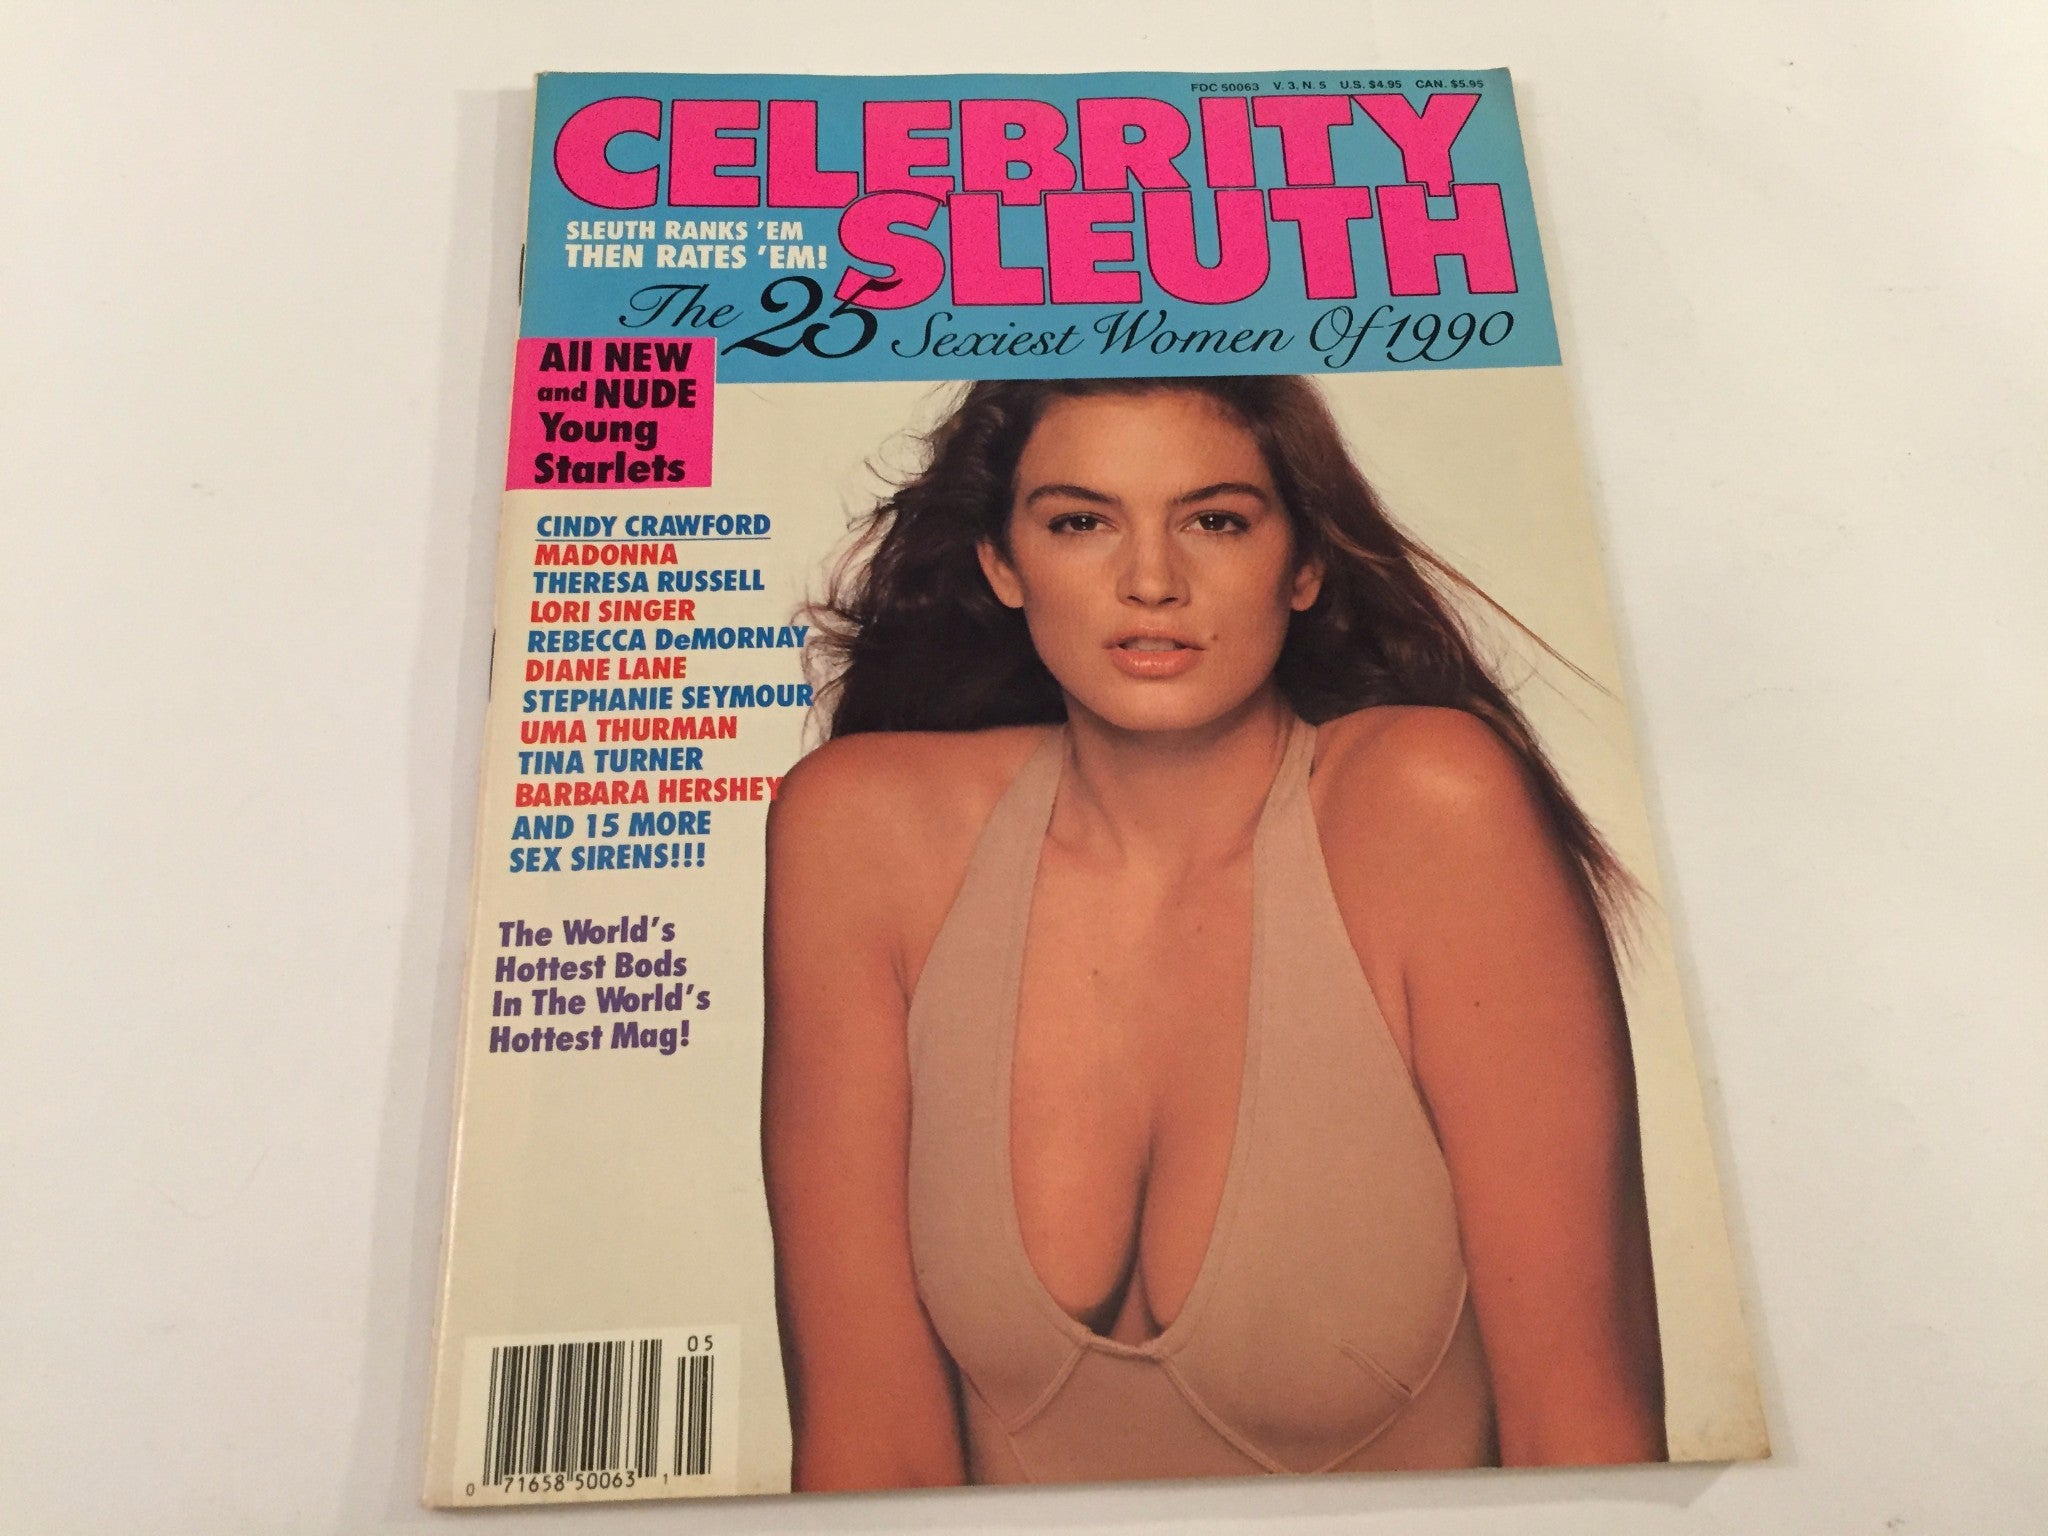 FDC 50063 V. 3, N. 5 U.S. $4.95 CAN. $5.95
CELEBRITY
SLEUTH
SLEUTH RANKS 'EM
THEN RATES 'EM!
The 25 Sexiest Women Of 1990
All NEW
and NUDE
Young
Starlets
CINDY CRAWFORD
MADONNA
THERESA RUSSELL
LORI SINGER
REBECCA DeMORNAY
DIANE LANE
STEPHANIE SEYMOUR
UMA THURMAN
TINA TURNER
BARBARA HERSHEY
AND 15 MORE
SEX SIRENS!!!
The World's
Hottest Bods
In The World's
Hottest Mag!
05
0 71658 50063 1